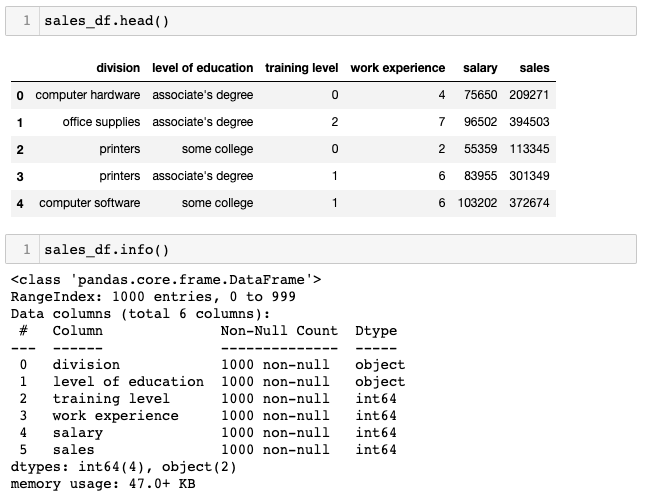 1 sales_df.head()
division level of education training level work experience salary sales
0 computer hardware associate's degree 0 4 75650 209271
1 office supplies associate's degree 2 7 96502 394503
2 printers some college 0 2 55359 113345
3 printers associate's degree 1 6 83955 301349
4 computer software some college 1 6 103202 372674
1 sales_df.info()
<class 'pandas.core.frame.DataFrame'>
RangeIndex: 1000 entries, 0 to 999
Data columns (total 6 columns):
# Column Non-Null Count Dtype
--- ------ -------------- -----
0 division 1000 non-null object
1 level of education 1000 non-null object
2 training level 1000 non-null int64
3 work experience 1000 non-null int64
4 salary 1000 non-null int64
5 sales 1000 non-null int64
dtypes: int64(4), object(2)
memory usage: 47.0+ KB